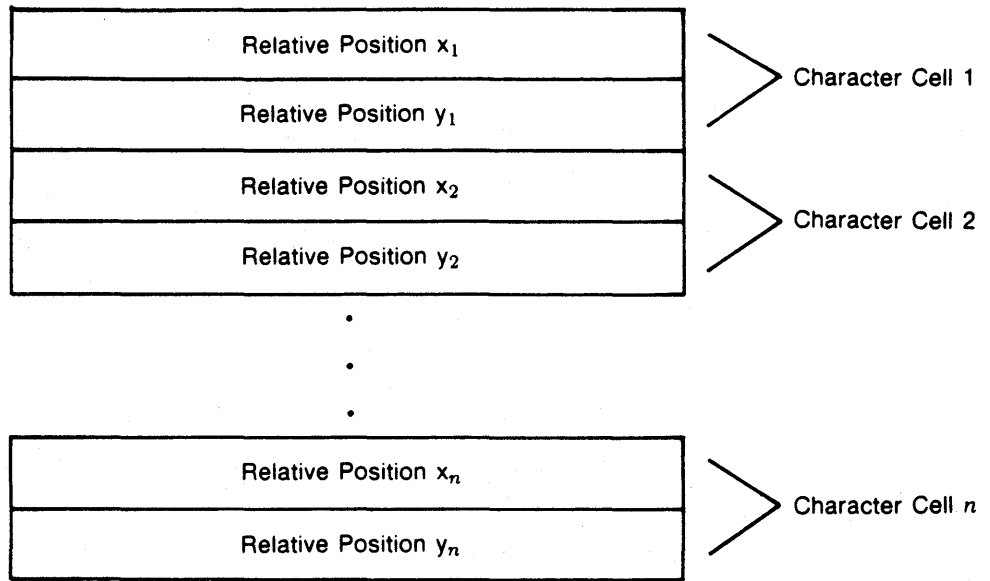 Relative Position x₁
Character Cell 1
Relative Position y₁
Relative Position x₂
Character Cell 2
Relative Position y₂
Relative Position xₙ
Character Cell n
Relative Position yₙ